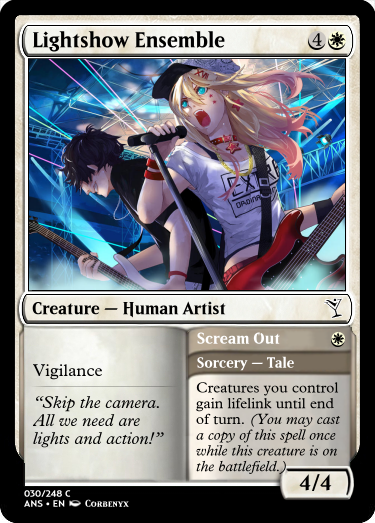 Lightshow Ensemble 4
Creature — Human Artist
Vigilance
“Skip the camera.
All we need are
lights and action!”
Scream Out
Sorcery — Tale
Creatures you control
gain lifelink until end
of turn. (You may cast
a copy of this spell once
while this creature is on
the battlefield.)
4/4
030/248 C
ANS • EN Corbenyx
EXTRA